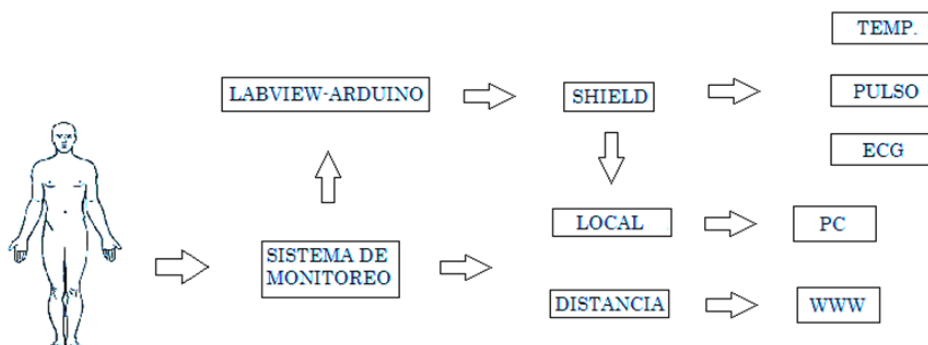 TEMP.
LABVIEW-ARDUINO
SHIELD
PULSO
ECG
LOCAL
PC
SISTEMA DE
MONITOREO
DISTANCIA
WWW